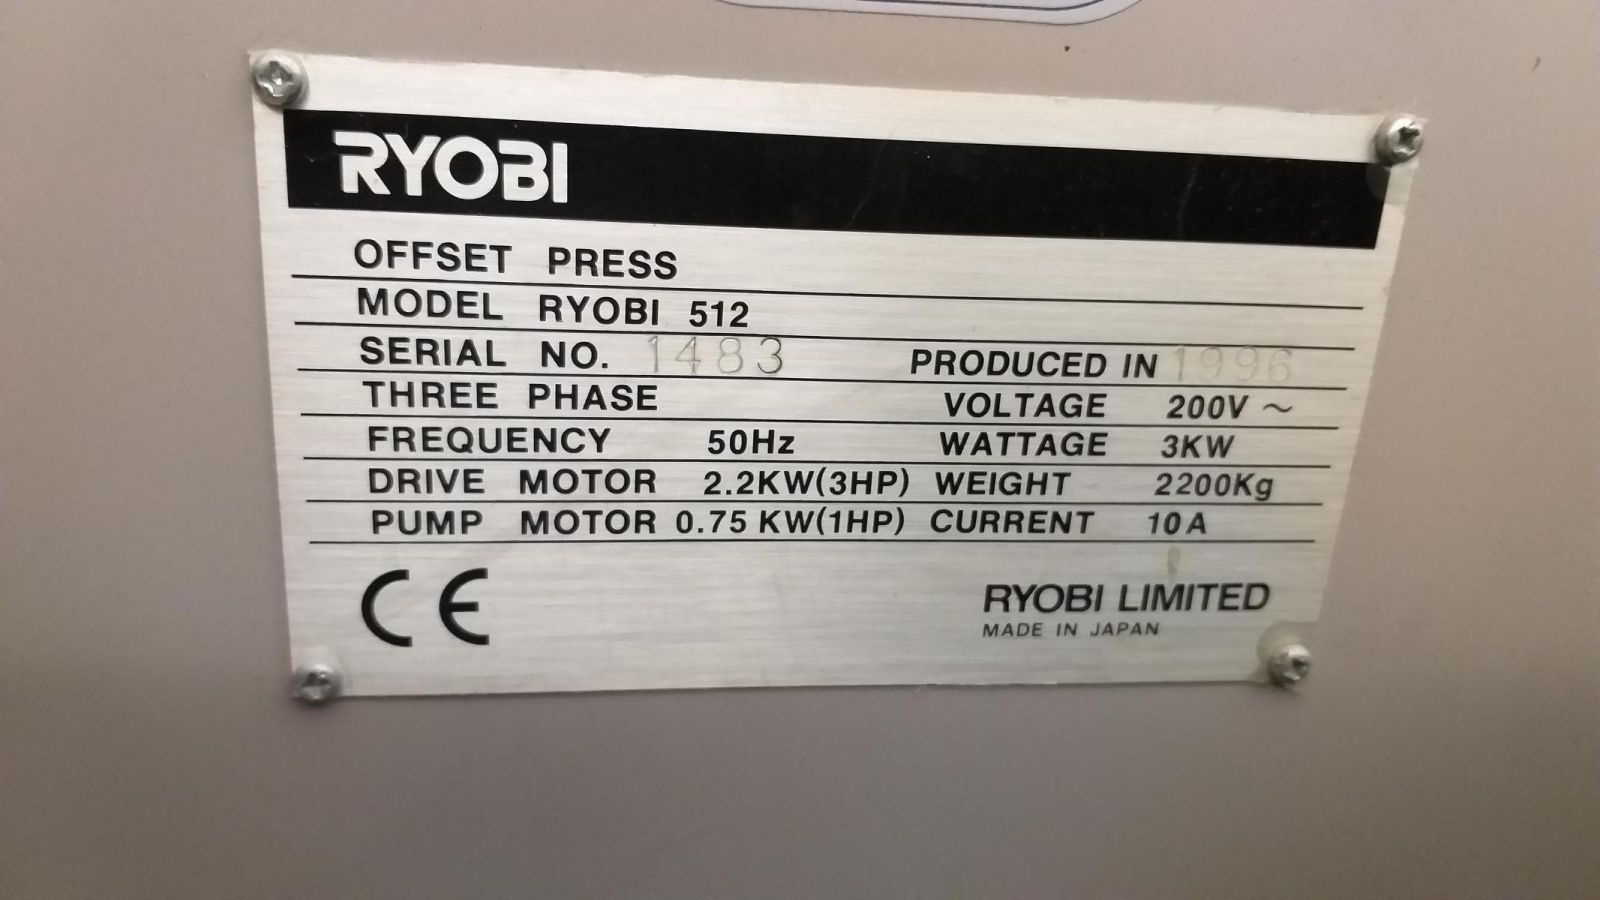 RYOBI
OFFSET PRESS
MODEL RYOBI 512
SERIAL NO. 1483 PRODUCED IN 1996
THREE PHASE VOLTAGE 200V ~
FREQUENCY 50Hz WATTAGE 3KW
DRIVE MOTOR 2.2KW(3HP) WEIGHT 2200Kg
PUMP MOTOR 0.75 KW(1HP) CURRENT 10A
CE
RYOBI LIMITED
MADE IN JAPAN